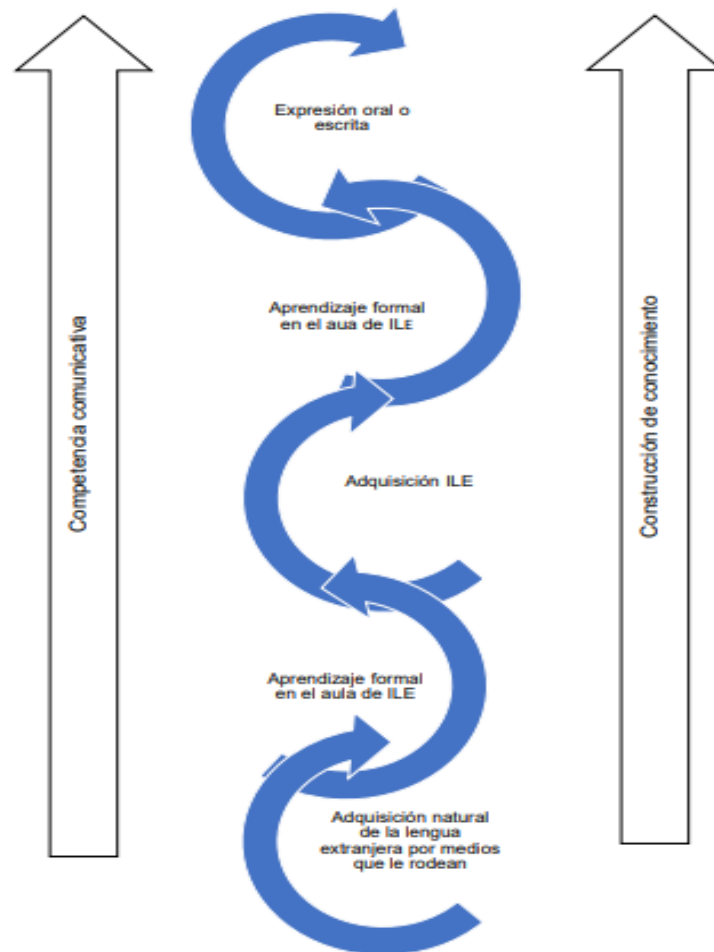 Expresión oral o
escrita
Aprendizaje formal
en el aua de ILE
Competencia comunicativa
Construcción de conocimiento
Adquisición ILE
Aprendizaje formal
en el aula de ILE
Adquisición natural
de la lengua
extranjera por medios
que le rodean